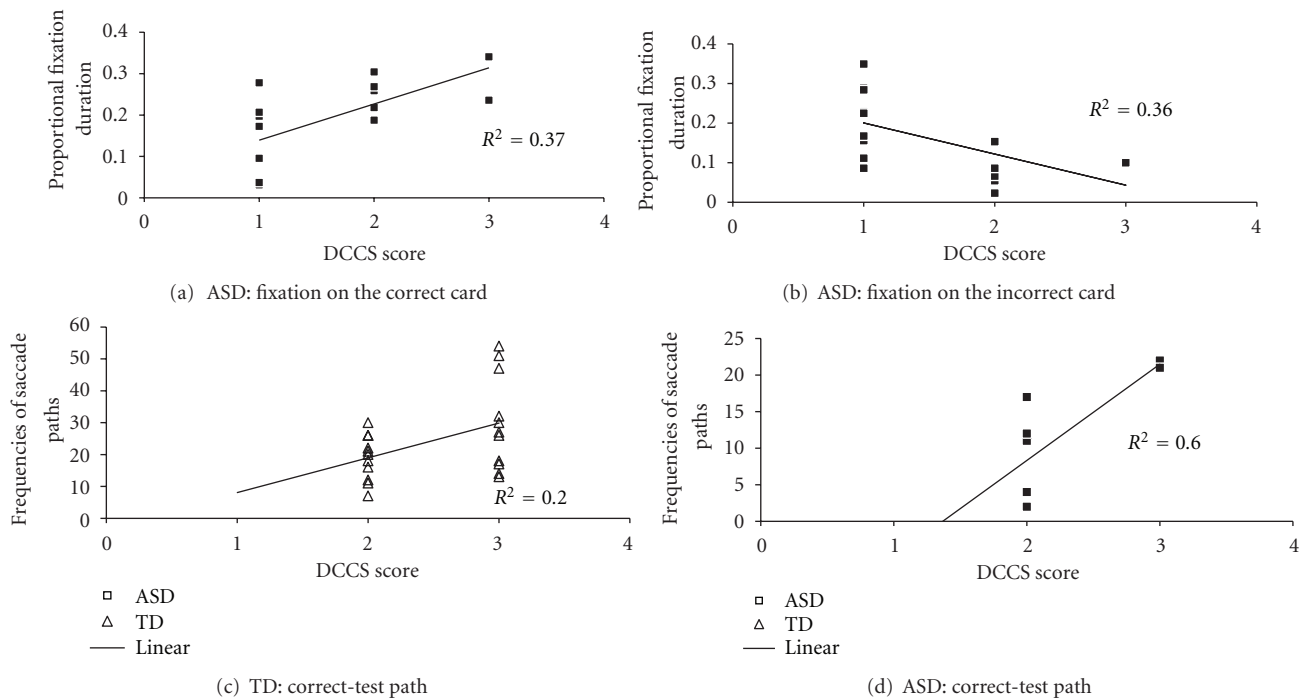 Proportional fixation
duration
0.4
0.3
0.2
0.1
0
0 1 2 3 4
R² = 0.37
DCCS score
(a) ASD: fixation on the correct card
Proportional fixation
duration
0.4
0.3
0.2
0.1
0
0 1 2 3 4
R² = 0.36
DCCS score
(b) ASD: fixation on the incorrect card
Frequencies of saccade
paths
60
50
40
30
20
10
0
0 1 2 3 4
R² = 0.2
DCCS score
ASD
TD
Linear
(c) TD: correct-test path
Frequencies of saccade
paths
25
20
15
10
5
0
0 1 2 3 4
R² = 0.6
DCCS score
ASD
TD
Linear
(d) ASD: correct-test path